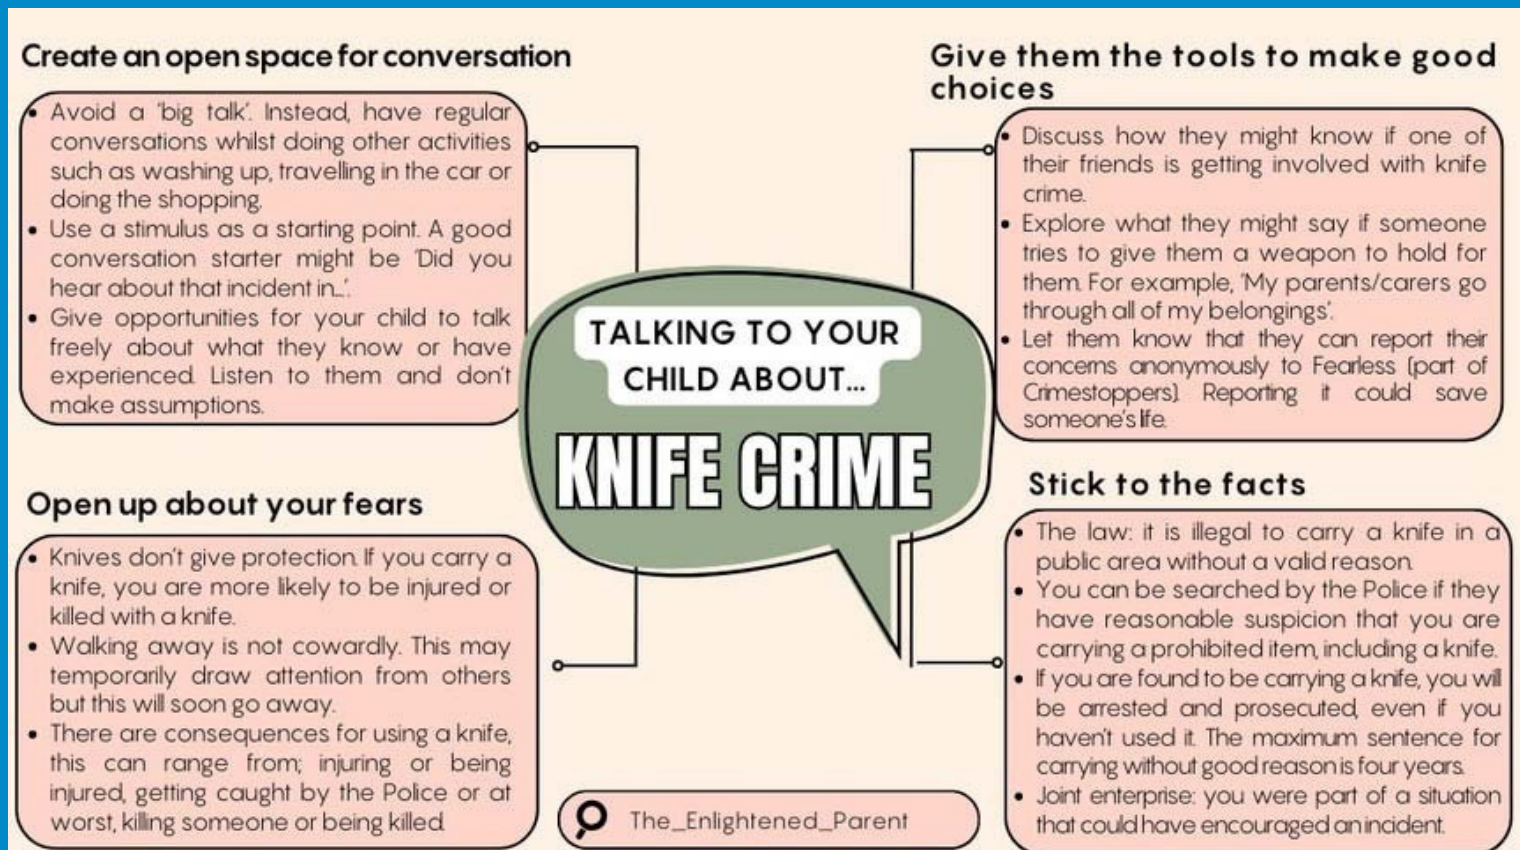 Create an open space for conversation
• Avoid a 'big talk'. Instead, have regular
conversations whilst doing other activities
such as washing up, travelling in the car or
doing the shopping.
• Use a stimulus as a starting point. A good
conversation starter might be 'Did you
hear about that incident in...'.
• Give opportunities for your child to talk
freely about what they know or have
experienced. Listen to them and don't
make assumptions.
Give them the tools to make good
choices
• Discuss how they might know if one of
their friends is getting involved with knife
crime.
• Explore what they might say if someone
tries to give them a weapon to hold for
them. For example, 'My parents/carers go
through all of my belongings'.
• Let them know that they can report their
concerns anonymously to Fearless (part of
Crimestoppers). Reporting it could save
someone's life.
TALKING TO YOUR
CHILD ABOUT...
KNIFE CRIME
Open up about your fears
• Knives don't give protection. If you carry a
knife, you are more likely to be injured or
killed with a knife.
• Walking away is not cowardly. This may
temporarily draw attention from others
but this will soon go away.
• There are consequences for using a knife,
this can range from; injuring or being
injured, getting caught by the Police or at
worst, killing someone or being killed.
Stick to the facts
• The law: it is illegal to carry a knife in a
public area without a valid reason.
• You can be searched by the Police if they
have reasonable suspicion that you are
carrying a prohibited item, including a knife.
• If you are found to be carrying a knife, you will
be arrested and prosecuted, even if you
haven't used it. The maximum sentence for
carrying without good reason is four years.
• Joint enterprise: you were part of a situation
that could have encouraged an incident.
The_Enlightened_Parent